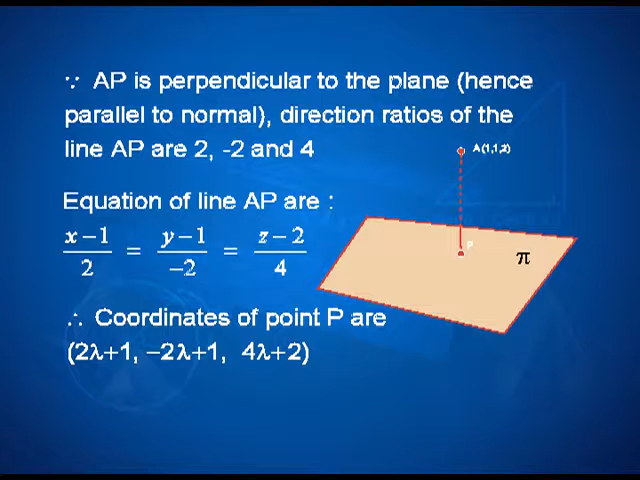 ∵ AP is perpendicular to the plane (hence
parallel to normal), direction ratios of the
line AP are 2, -2 and 4
A(1,1,2)
Equation of line AP are :
x−1/2 = y−1/−2 = z−2/4
P
π
∴ Coordinates of point P are
(2λ+1, −2λ+1, 4λ+2)